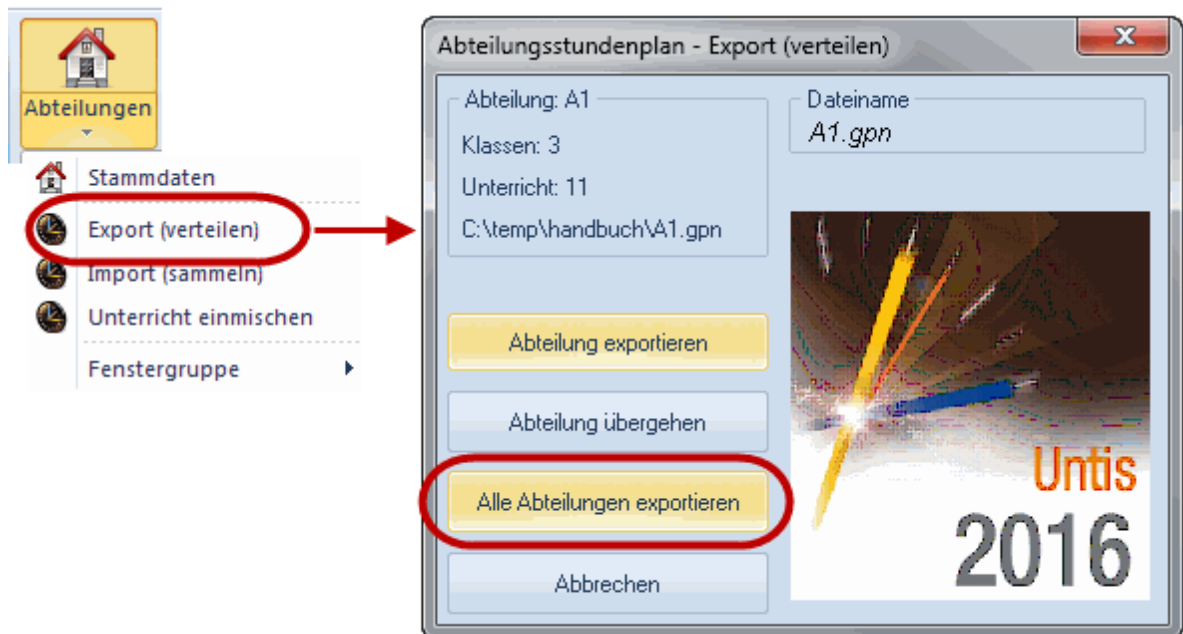 Abteilungen
Stammdaten
Export (verteilen)
Import (sammeln)
Unterricht einmischen
Fenstergruppe
Abteilungsstundenplan - Export (verteilen)
Abteilung: A1
Klassen: 3
Unterricht: 11
C:\temp\handbuch\A1.gpn
Dateiname
A1.gpn
Abteilung exportieren
Abteilung übergehen
Alle Abteilungen exportieren
Abbrechen
Untis
2016